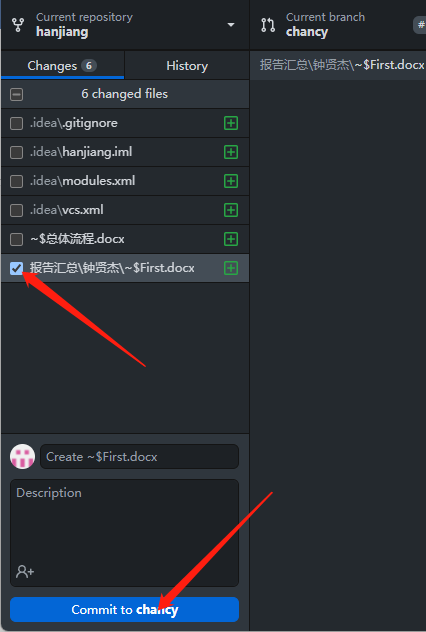 Current repository
hanjiang
Current branch
chancy
#
Changes 6
History
报告汇总\钟贤杰\~$First.docx
6 changed files
.idea\.gitignore
.idea\hanjiang.iml
.idea\modules.xml
.idea\vcs.xml
~$总体流程.docx
报告汇总\钟贤杰\~$First.docx
Create ~$First.docx
Description
Commit to chancy